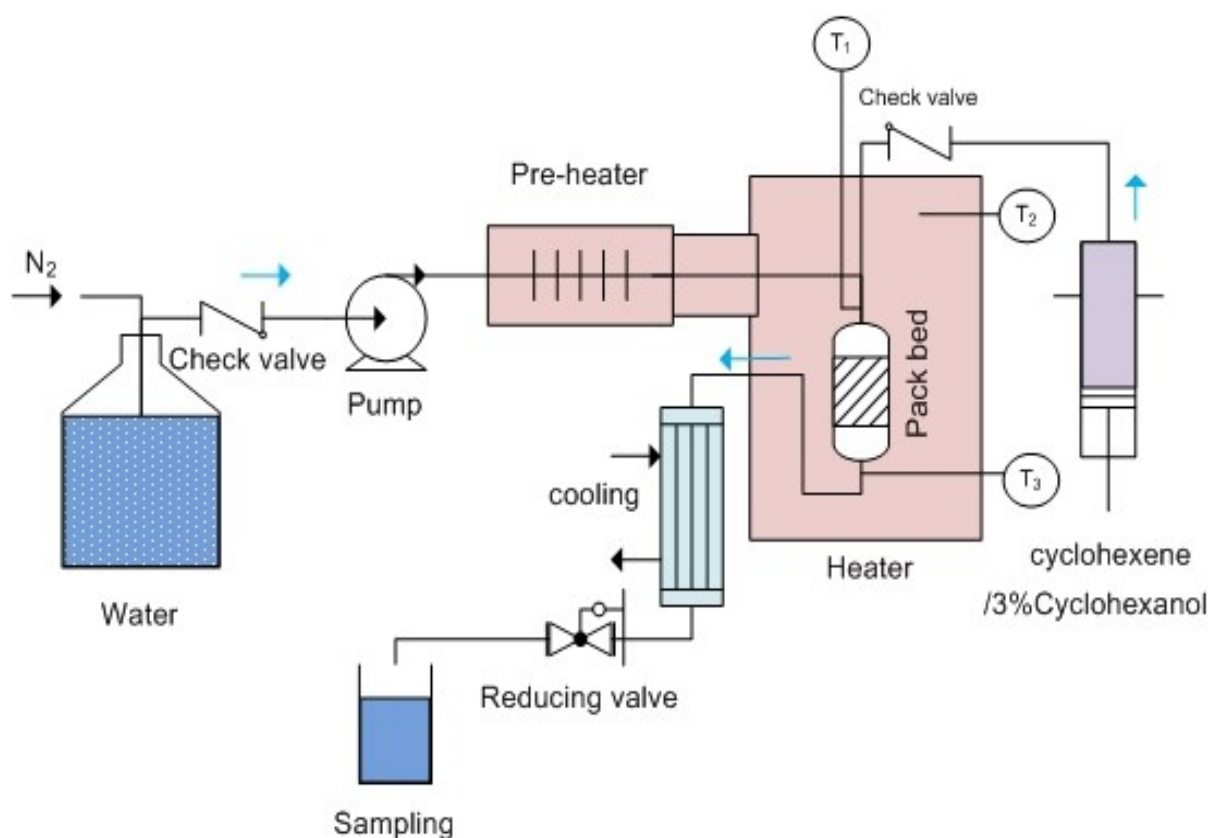 T1
Check valve
Pre-heater
T2
N2
Check valve
Pump
Pack bed
T3
cooling
Heater
cyclohexene
/3%Cyclohexanol
Water
Reducing valve
Sampling